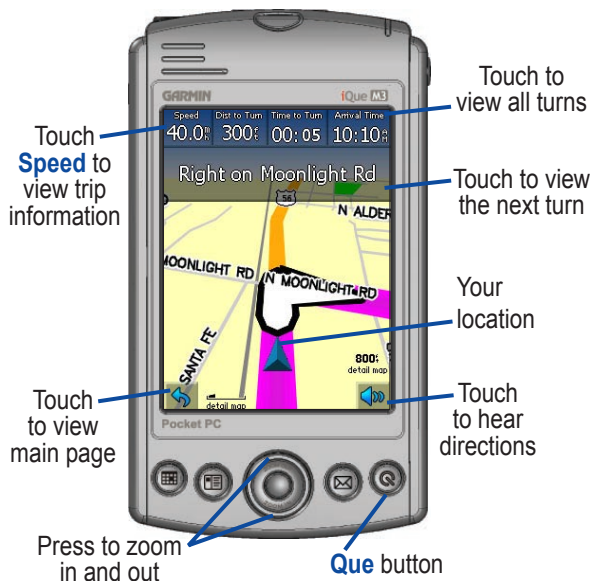 GARMIN
iQue M3
Touch to
view all turns
Speed
Dist to Turn
Time to Turn
Arrival Time
40.0
300
00:05
10:10
Touch
Speed to
view trip
information
Right on Moonlight Rd
Touch to view
the next turn
56
N ALDER
MOONLIGHT RD
N MOONLIGHT RD
Your
location
SANTA FE
800
detail map
detail map
Touch
to view
main page
Touch
to hear
directions
Pocket PC
Press to zoom
in and out
Que button